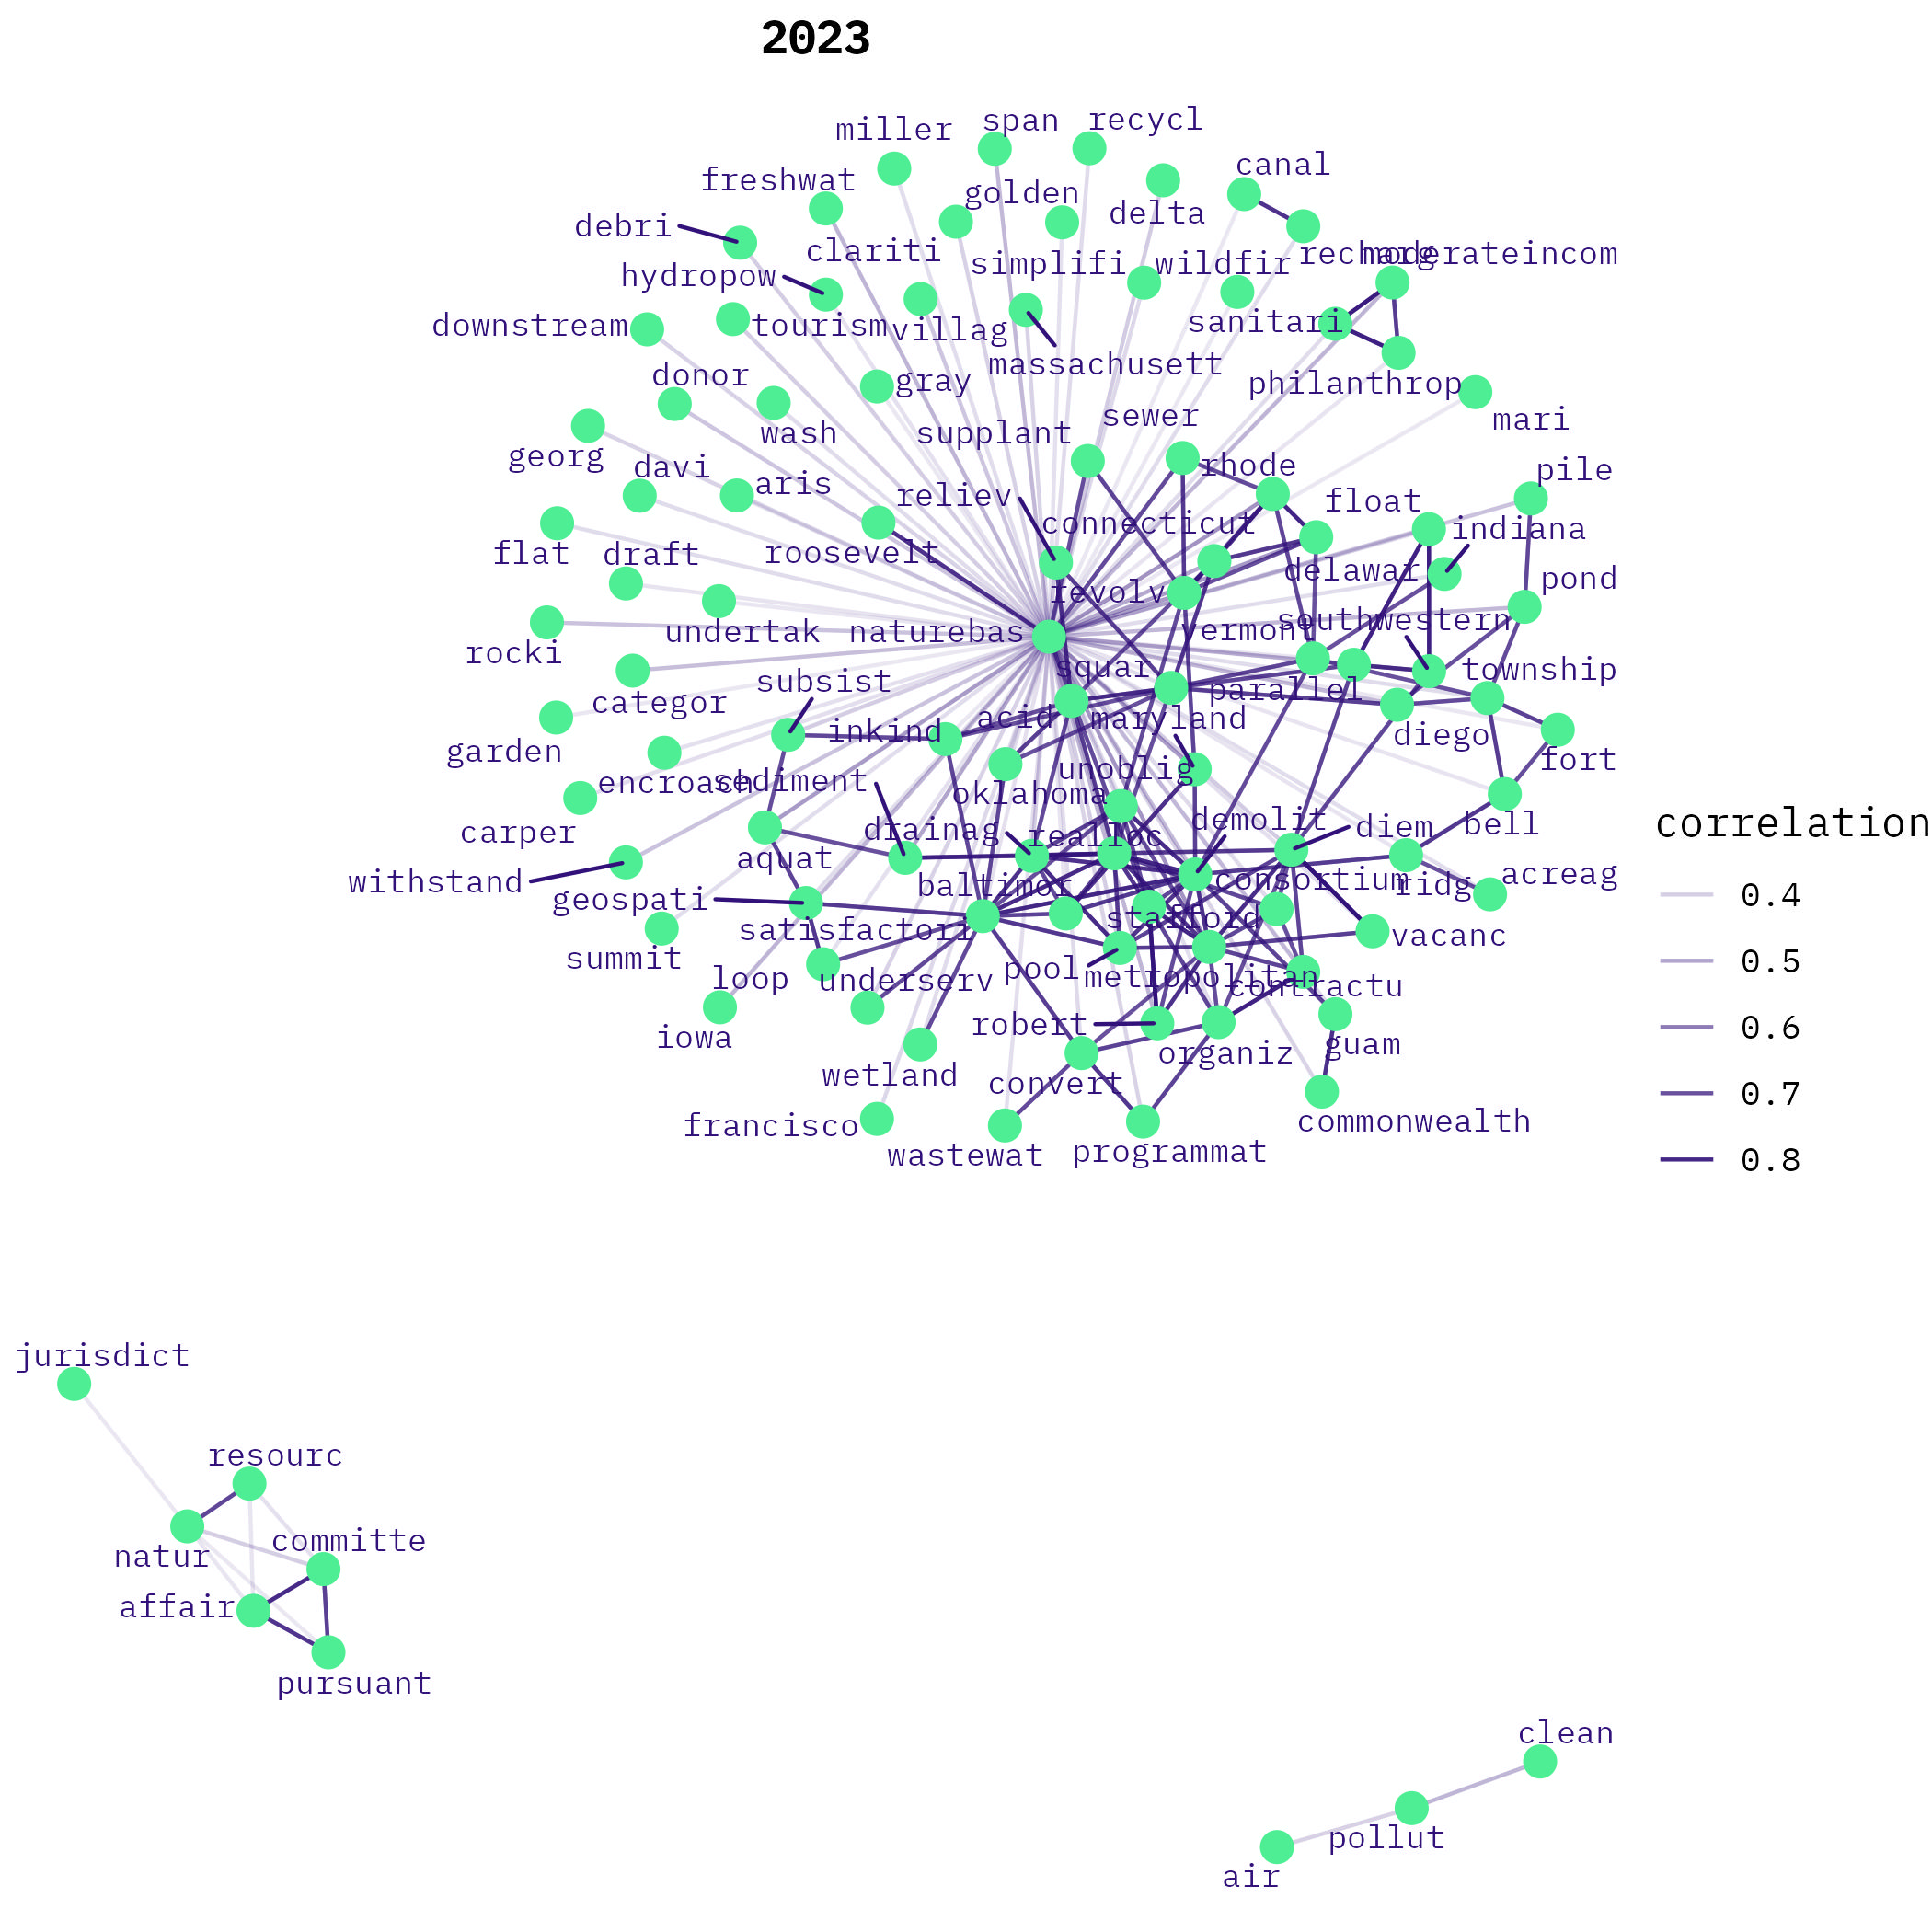 2023
miller
span
recycl
canal
freshwat
golden
delta
debri
clariti
simplifi
wildfir
recharg
moderateincom
hydropow
downstream
tourism
villag
massachusett
sanitari
philanthrop
mari
donor
gray
sewer
wash
supplant
georg
davi
aris
reliev
rhode
pile
float
connecticut
indiana
flat
draft
roosevelt
delawar
pond
revolv
undertak
naturebas
vermont
southwestern
rocki
squar
township
subsist
parallel
categor
inkind
acid
maryland
garden
diego
fort
encroach
sediment
unoblig
oklahoma
carper
drainag
realloc
demolit
diem
bell
correlation
aquat
withstand
geospati
baltimor
consortium
ridg
acreag
0.4
satisfactori
stafford
vacanc
summit
0.5
loop
underserv
pool
metropolitan
contractu
iowa
robert
0.6
organiz
guam
wetland
convert
0.7
francisco
wastewat
programmat
commonwealth
0.8
jurisdict
resourc
natur
committe
affair
pursuant
clean
pollut
air